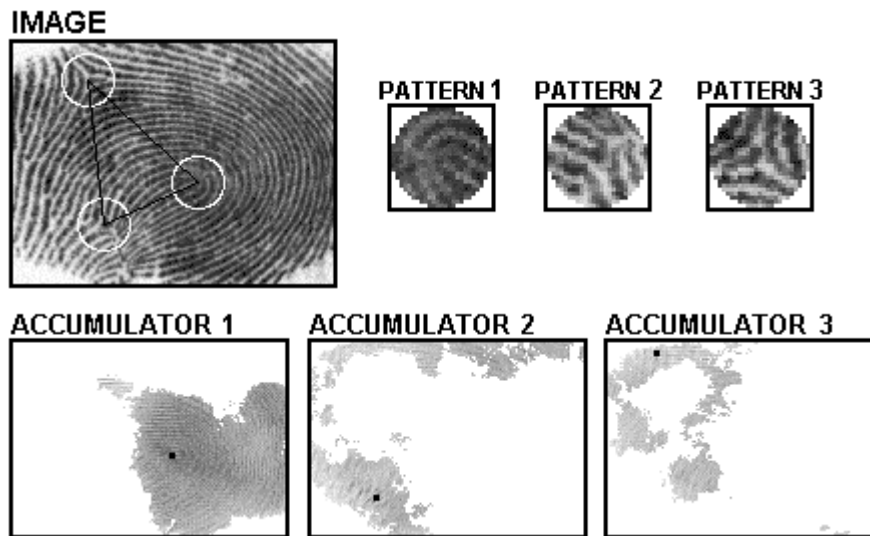 IMAGE
PATTERN 1 PATTERN 2 PATTERN 3
ACCUMULATOR 1 ACCUMULATOR 2 ACCUMULATOR 3